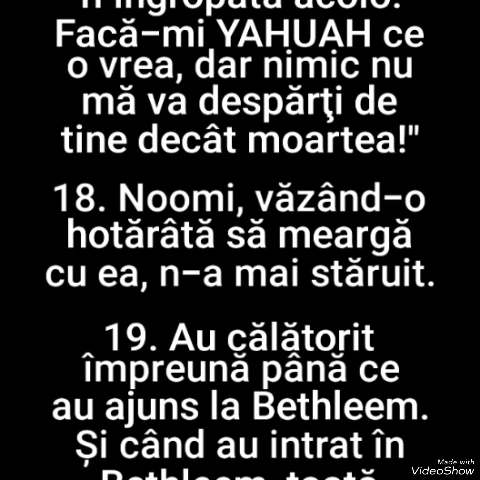 n îngropată acolo.
Facă-mi YAHUAH ce
o vrea, dar nimic nu
mă va despărţi de
tine decât moartea!"
18. Noomi, văzând-o
hotărâtă să meargă
cu ea, n-a mai stăruit.
19. Au călătorit
împreună până ce
au ajuns la Bethleem.
Și când au intrat în
Bethleem, toată
Made with
VideoShow